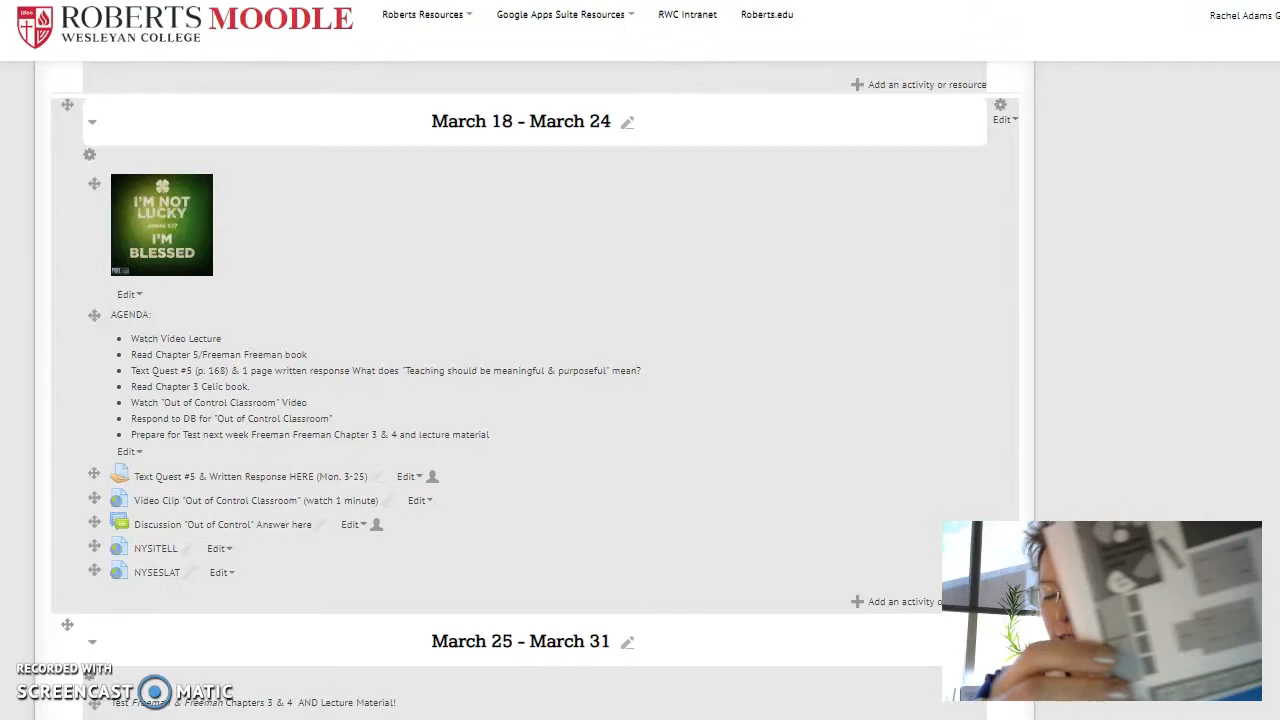 1866
ROBERTS MOODLE
WESLEYAN COLLEGE
Roberts Resources
Google Apps Suite Resources
RWC Intranet
Roberts.edu
Rachel Adams G
Add an activity or resource
March 18 - March 24
Edit
I'M NOT
LUCKY
I'M
BLESSED
Edit
AGENDA:
Watch Video Lecture
Read Chapter 5/Freeman Freeman book
Text Quest #5 (p. 168) & 1 page written response What does "Teaching should be meaningful & purposeful" mean?
Read Chapter 3 Celic book.
Watch "Out of Control Classroom" Video
Respond to DB for "Out of Control Classroom"
Prepare for Test next week Freeman Freeman Chapter 3 & 4 and lecture material
Edit
Text Quest #5 & Written Response HERE (Mon. 3-25) Edit
Video Clip "Out of Control Classroom" (watch 1 minute) Edit
Discussion "Out of Control" Answer here Edit
NYSITELL Edit
NYSESLAT Edit
Add an activity o
March 25 - March 31
RECORDED WITH
SCREENCAST MATIC
Test Freeman & Freeman Chapters 3 & 4 AND Lecture Material!